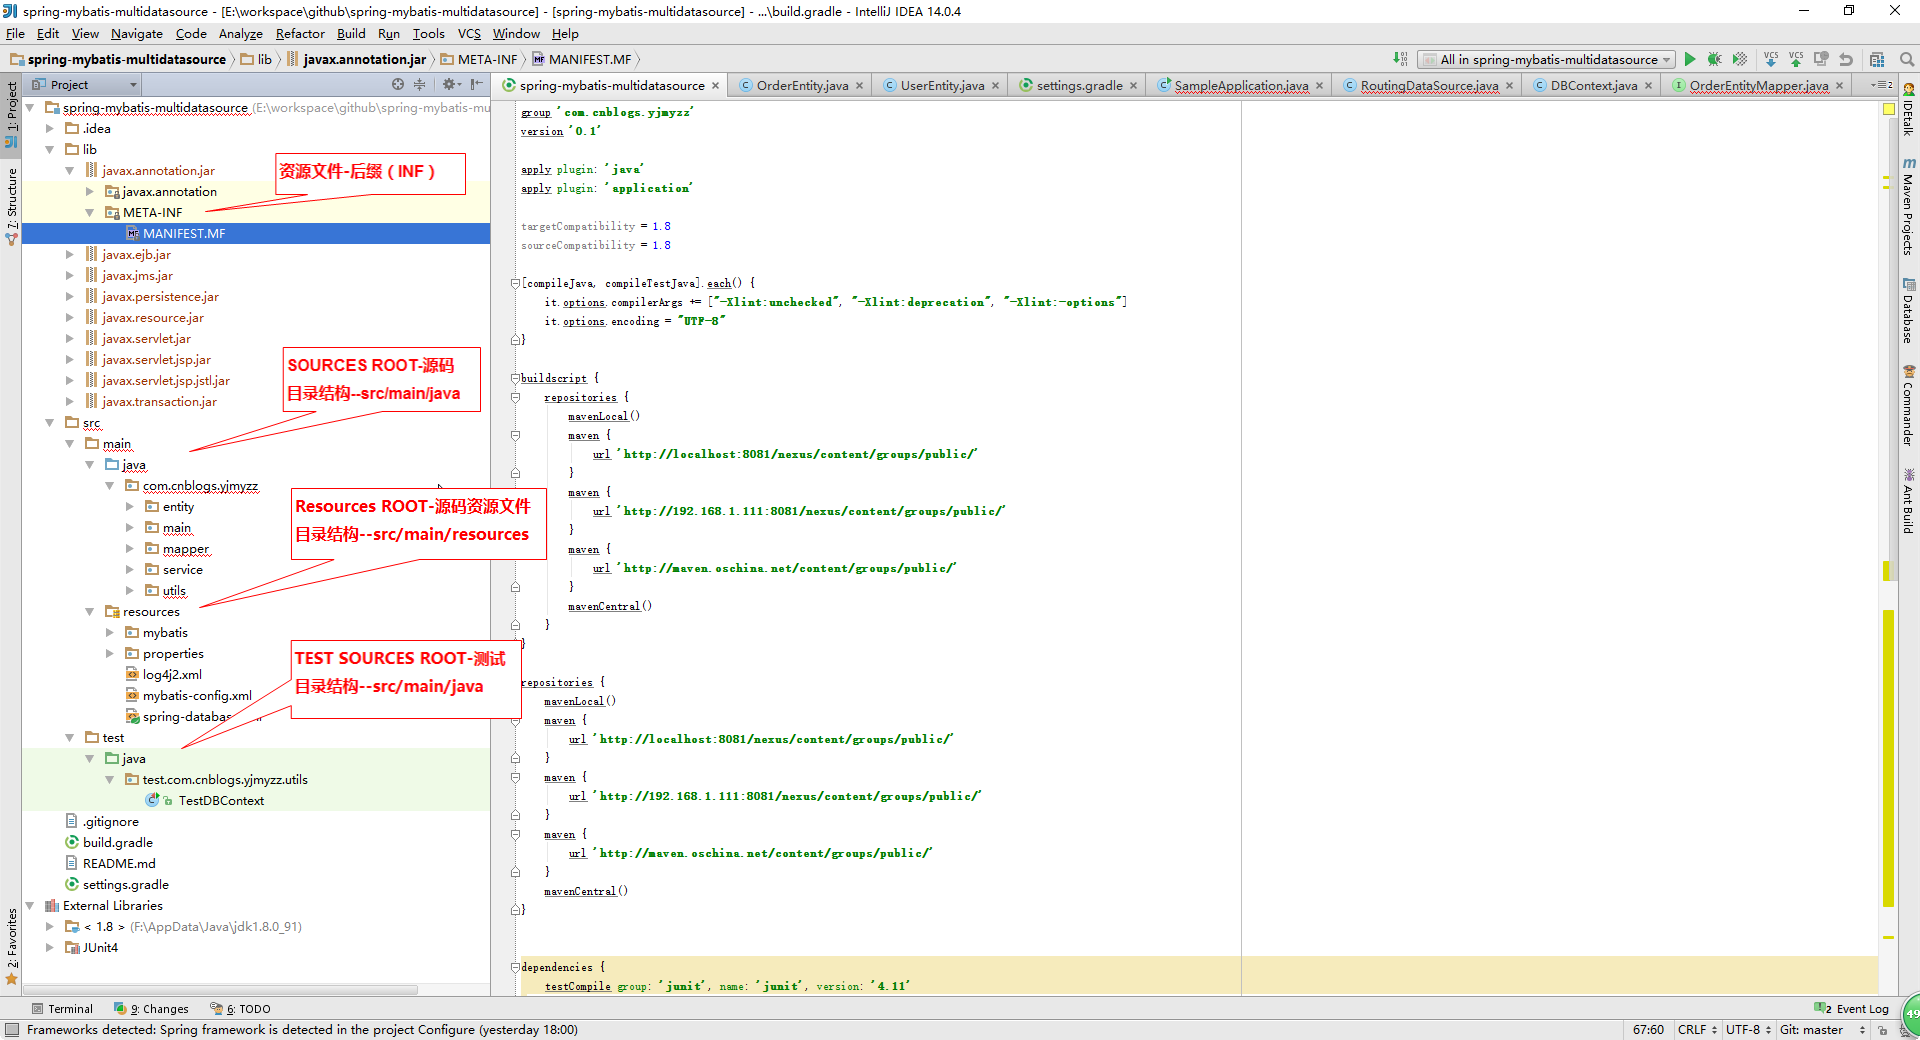 spring-mybatis-multidatasource - [E:\workspace\github\spring-mybatis-multidatasource] - [spring-mybatis-multidatasource] - ...\build.gradle - IntelliJ IDEA 14.0.4
File Edit View Navigate Code Analyze Refactor Build Run Tools VCS Window Help
spring-mybatis-multidatasource lib javax.annotation.jar META-INF MANIFEST.MF All in spring-mybatis-multidatasource VCS VCS
Project
spring-mybatis-multidatasource OrderEntity.java UserEntity.java settings.gradle SampleApplication.java RoutingDataSource.java DBContext.java OrderEntityMapper.java
1: Project
7: Structure
2: Favorites
spring-mybatis-multidatasource (E:\workspace\github\spring-mybatis-mu
.idea
lib
javax.annotation.jar
javax.annotation
META-INF
MANIFEST.MF
javax.ejb.jar
javax.jms.jar
javax.persistence.jar
javax.resource.jar
javax.servlet.jar
javax.servlet.jsp.jar
javax.servlet.jsp.jstl.jar
javax.transaction.jar
src
main
java
com.cnblogs.yjmyzz
entity
main
mapper
service
utils
resources
mybatis
properties
log4j2.xml
mybatis-config.xml
spring-databas
test
java
test.com.cnblogs.yjmyzz.utils
TestDBContext
.gitignore
build.gradle
README.md
settings.gradle
External Libraries
< 1.8 > (F:\AppData\Java\jdk1.8.0_91)
JUnit4
资源文件-后缀（INF）
SOURCES ROOT-源码
目录结构--src/main/java
Resources ROOT-源码资源文件
目录结构--src/main/resources
TEST SOURCES ROOT-测试
目录结构--src/main/java
group 'com.cnblogs.yjmyzz'
version '0.1'
apply plugin: 'java'
apply plugin: 'application'
targetCompatibility = 1.8
sourceCompatibility = 1.8
[compileJava, compileTestJava].each() {
it.options.compilerArgs += ["-Xlint:unchecked", "-Xlint:deprecation", "-Xlint:-options"]
it.options.encoding = "UTF-8"
}
buildscript {
repositories {
mavenLocal()
maven {
url 'http://localhost:8081/nexus/content/groups/public/'
}
maven {
url 'http://192.168.1.111:8081/nexus/content/groups/public/'
}
maven {
url 'http://maven.oschina.net/content/groups/public/'
}
mavenCentral()
}
}
repositories {
mavenLocal()
maven {
url 'http://localhost:8081/nexus/content/groups/public/'
}
maven {
url 'http://192.168.1.111:8081/nexus/content/groups/public/'
}
maven {
url 'http://maven.oschina.net/content/groups/public/'
}
mavenCentral()
}
dependencies {
testCompile group: 'junit', name: 'junit', version: '4.11'
IDEtalk
Maven Projects
Database
Commander
Ant Build
Terminal 9: Changes 6: TODO 2 Event Log
49
Frameworks detected: Spring framework is detected in the project Configure (yesterday 18:00) 67:60 CRLF UTF-8 Git: master